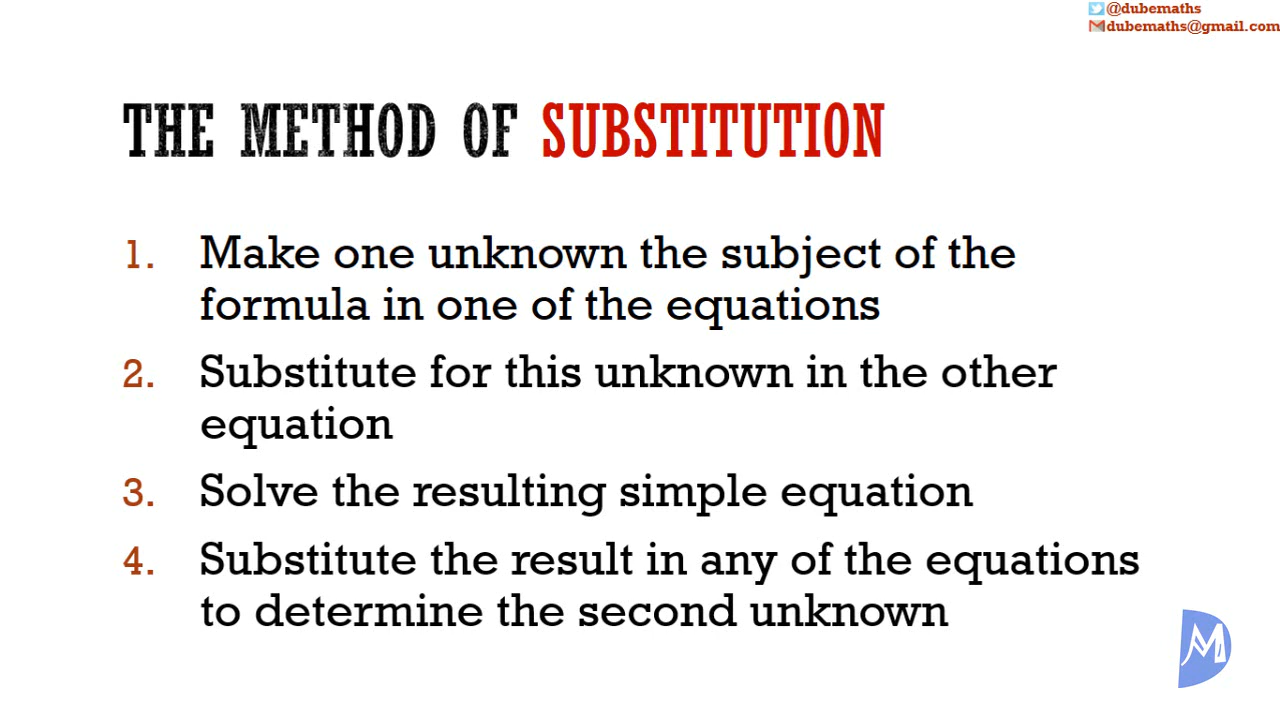 @dubemaths
dubemaths@gmail.com
THE METHOD OF SUBSTITUTION
1. Make one unknown the subject of the
formula in one of the equations
2. Substitute for this unknown in the other
equation
3. Solve the resulting simple equation
4. Substitute the result in any of the equations
to determine the second unknown
DM